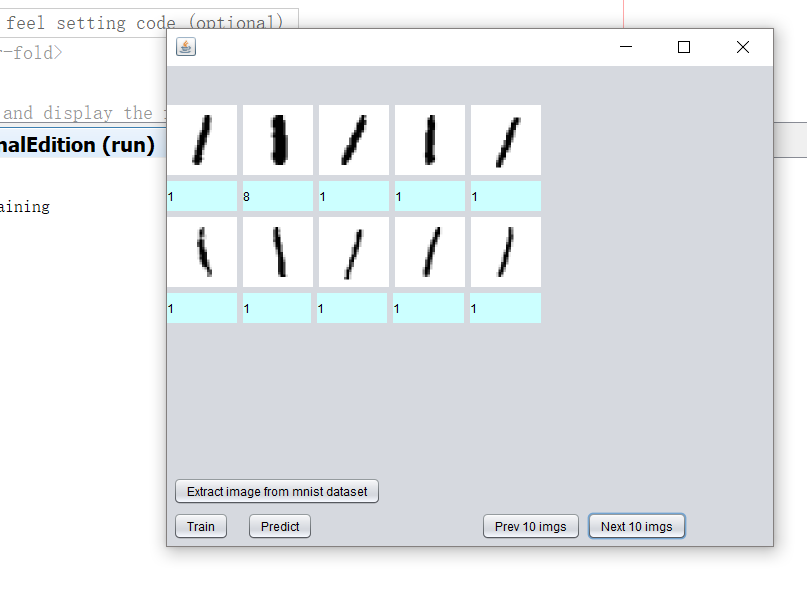 feel setting code (optional)
r-fold>
and display the
nalEdition (run)
aining
1 8 1 1 1
1 1 1 1 1
Extract image from mnist dataset
Train Predict Prev 10 imgs Next 10 imgs